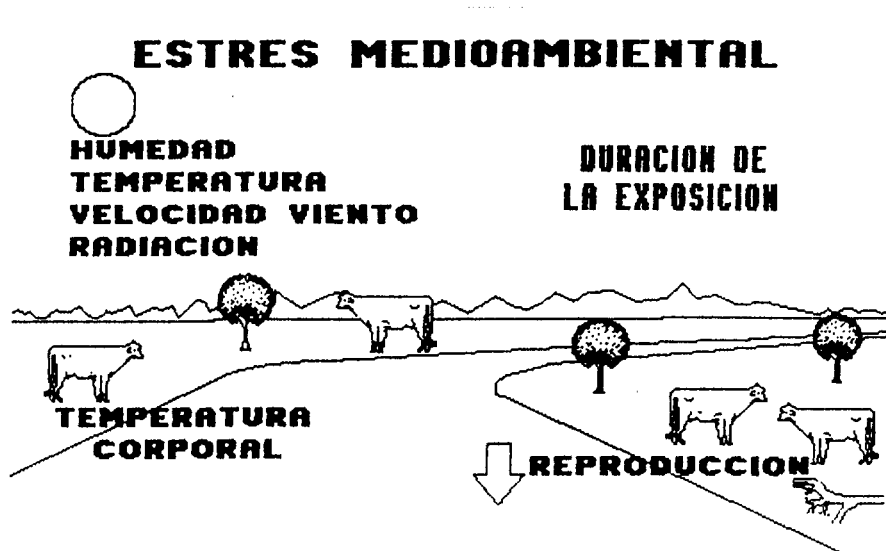 ESTRES MEDIOAMBIENTAL
HUMEDAD
TEMPERATURA
VELOCIDAD VIENTO
RADIACION
DURACION DE
LA EXPOSICION
TEMPERATURA
CORPORAL
REPRODUCCION